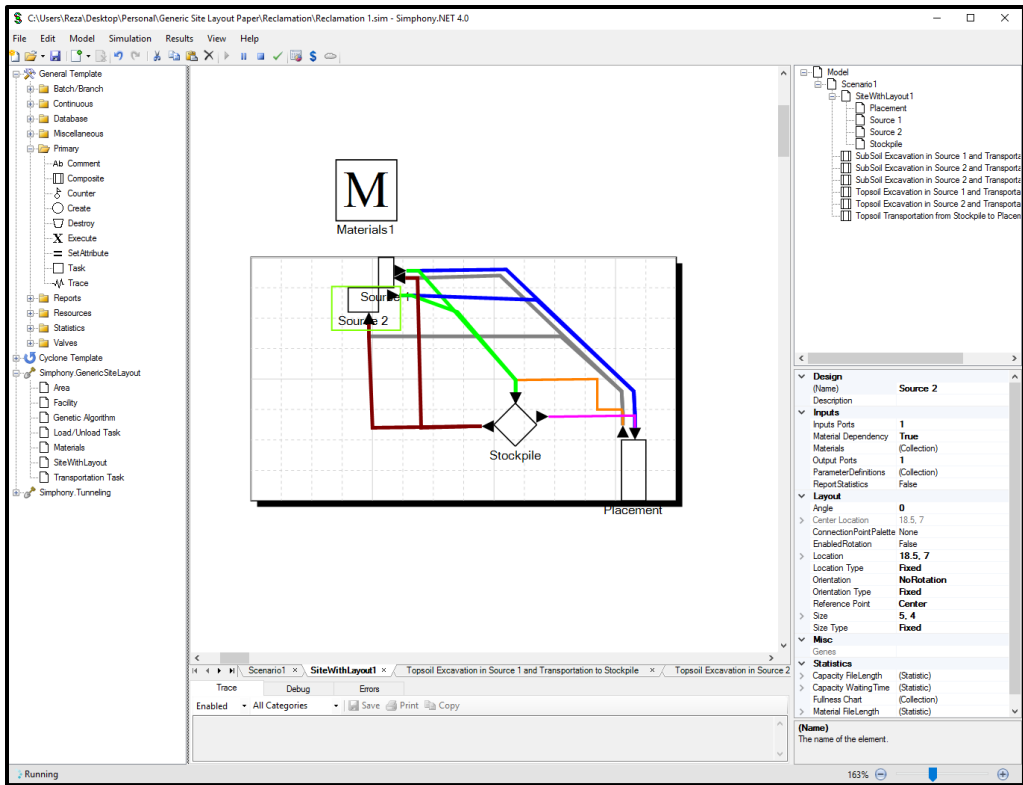 C:\Users\Reza\Desktop\Personal\Generic Site Layout Paper\Reclamation\Reclamation 1.sim - Simphony.NET 4.0
File Edit Model Simulation Results View Help
General Template
Batch/Branch
Continuous
Database
Miscellaneous
Primary
Ab Comment
Composite
Counter
Create
Destroy
X Execute
SetAttribute
Task
Trace
Reports
Resources
Statistics
Valves
Cyclone Template
Simphony.GenericSiteLayout
Area
Facility
Genetic Algorithm
Load/Unload Task
Materials
SiteWithLayout
Transportation Task
Simphony.Tunneling
M
Materials1
Source 1
Source 2
Stockpile
Placement
Scenario1 × SiteWithLayout1 × Topsoil Excavation in Source 1 and Transportation to Stockpile × Topsoil Excavation in Source 2
Trace Debug Errors
Enabled All Categories Save Print Copy
Model
Scenario1
SiteWithLayout1
Placement
Source 1
Source 2
Stockpile
SubSoil Excavation in Source 1 and Transporta
SubSoil Excavation in Source 2 and Transporta
SubSoil Excavation in Source 2 and Transporta
Topsoil Excavation in Source 1 and Transporta
Topsoil Excavation in Source 2 and Transporta
Topsoil Transportation from Stockpile to Placen
Design
(Name) Source 2
Description
Inputs
Inputs Ports 1
Material Dependency True
Materials (Collection)
Output Ports 1
ParameterDefinitions (Collection)
ReportStatistics False
Layout
Angle 0
Center Location 18.5, 7
ConnectionPointPalette None
EnabledRotation False
Location 18.5, 7
Location Type Fixed
Orientation NoRotation
Orientation Type Fixed
Reference Point Center
Size 5, 4
Size Type Fixed
Misc
Genes
Statistics
Capacity FileLength (Statistic)
Capacity WaitingTime (Statistic)
Fullness Chart (Collection)
Material FileLength (Statistic)
(Name)
The name of the element.
Running 163%